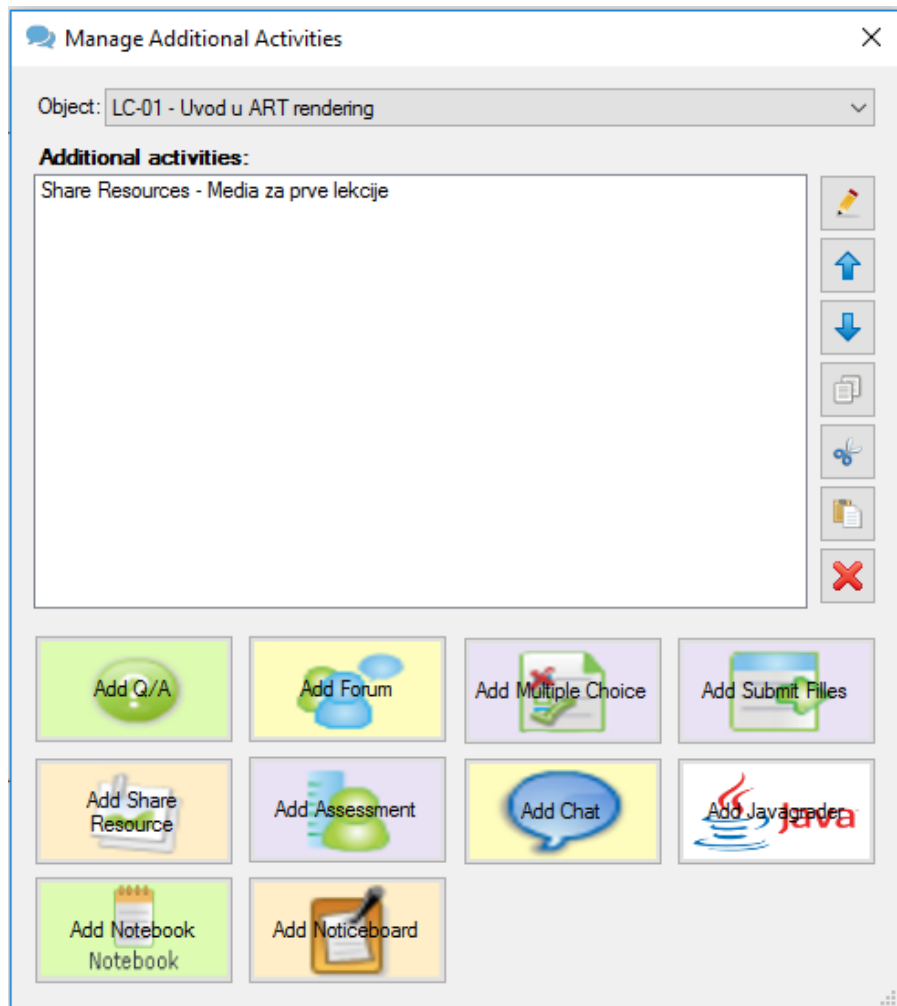 Manage Additional Activities
Object: LC-01 - Uvod u ART rendering
Additional activities:
Share Resources - Media za prve lekcije
Add Q/A
Add Forum
Add Multiple Choice
Add Submit Filles
Add Share
Resource
Add Assessment
Add Chat
Add Javagrader
Java
Add Notebook
Notebook
Add Noticeboard